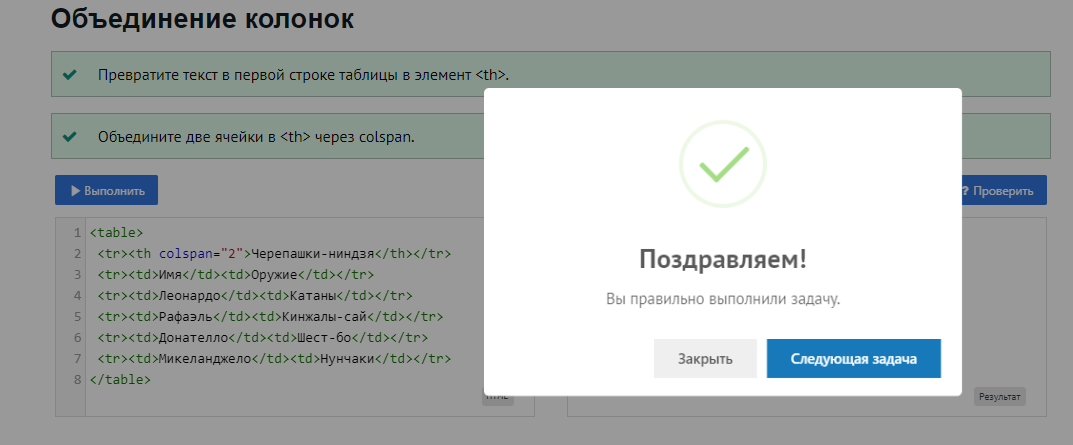 Объединение колонок
Превратите текст в первой строке таблицы в элемент <th>.
Объедините две ячейки в <th> через colspan.
Выполнить
? Проверить
1 <table>
2 <tr><th colspan="2">Черепашки-ниндзя</th></tr>
3 <tr><td>Имя</td><td>Оружие</td></tr>
4 <tr><td>Леонардо</td><td>Катаны</td></tr>
5 <tr><td>Рафаэль</td><td>Кинжалы-сай</td></tr>
6 <tr><td>Донателло</td><td>Шест-бо</td></tr>
7 <tr><td>Микеланджело</td><td>Нунчаки</td></tr>
8 </table>
HTML
Результат
Поздравляем!
Вы правильно выполнили задачу.
Закрыть
Следующая задача